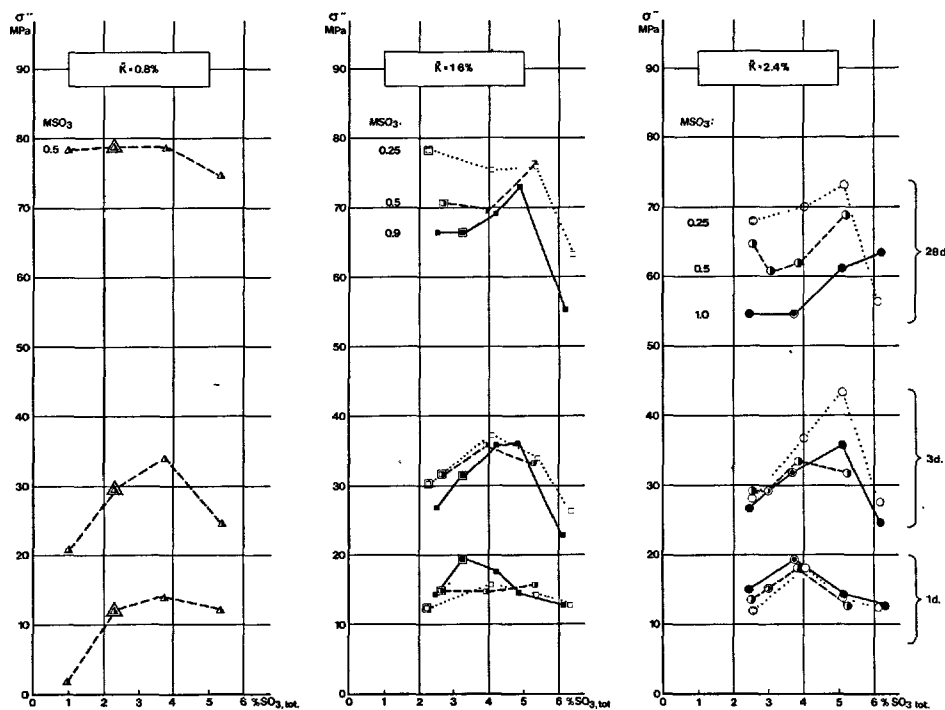 σ" σ" σ"
MPa MPa MPa
90 90 90
K̄=0.8% K̄=1.6% K̄=2.4%
80 80 80
MSO₃ MSO₃. MSO₃:
0.5 0.25
70 70 70
0.5 0.25
0.9 28d
60 60 0.5 60
1.0
50 50 50
40 40 40
3d.
30 30 30
20 20 20
1d.
10 10 10
0 0 0
0 1 2 3 4 5 6 %SO₃,tot. 0 1 2 3 4 5 6 %SO₃,tot 0 1 2 3 4 5 6 %SO₃tot.